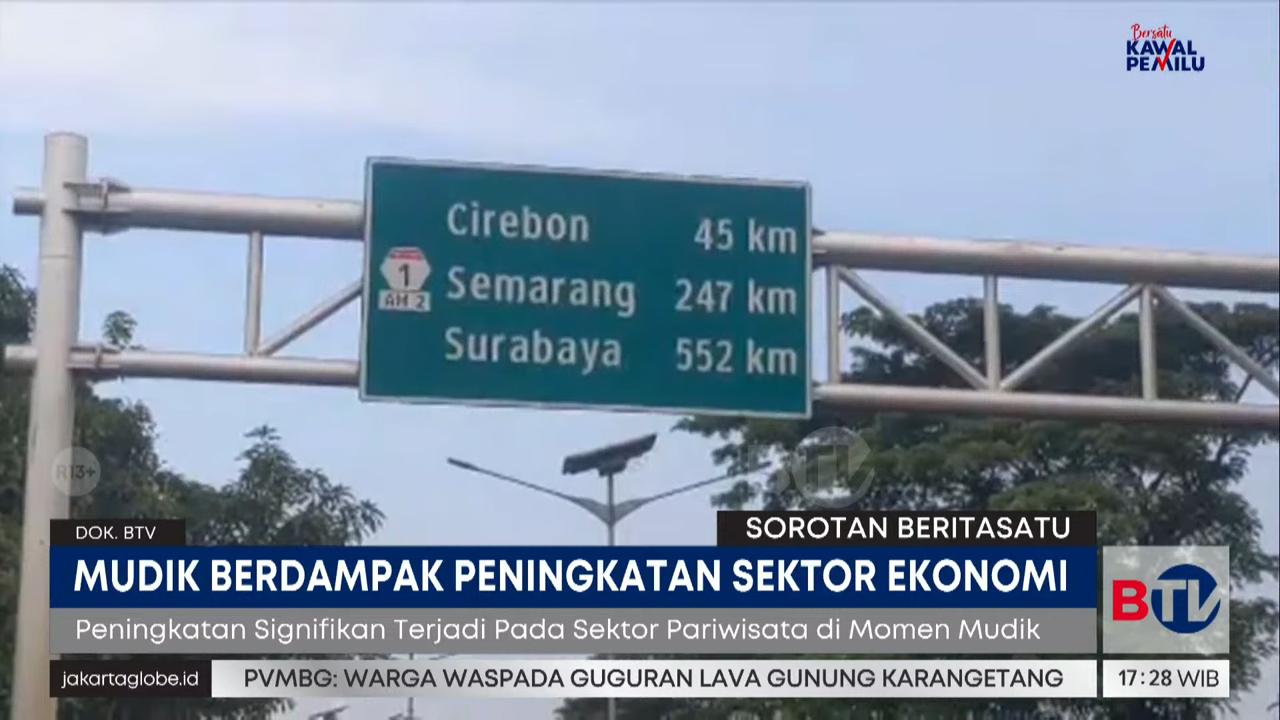 Bersatu
KAWAL
PEMILU
Cirebon 45 km
1
AH 2
Semarang 247 km
Surabaya 552 km
R13+
BTV
DOK. BTV
SOROTAN BERITASATU
MUDIK BERDAMPAK PENINGKATAN SEKTOR EKONOMI
Peningkatan Signifikan Terjadi Pada Sektor Pariwisata di Momen Mudik
BTV
jakartaglobe.id
PVMBG: WARGA WASPADA GUGURAN LAVA GUNUNG KARANGETANG
17:28 WIB